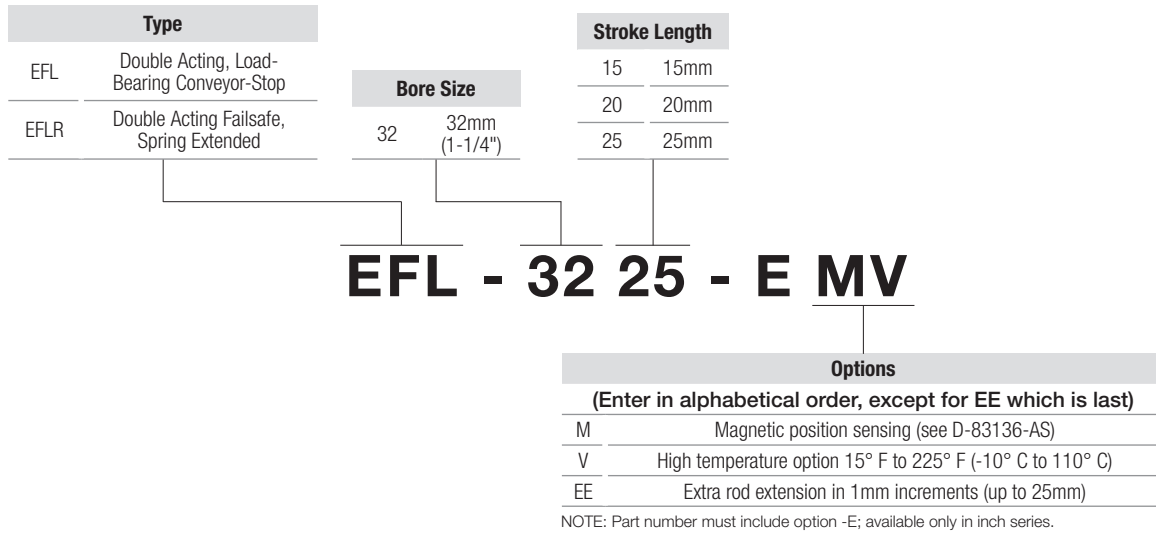 Type
EFL Double Acting, Load-
Bearing Conveyor-Stop
EFLR Double Acting Failsafe,
Spring Extended
Bore Size
32 32mm
(1-1/4")
Stroke Length
15 15mm
20 20mm
25 25mm
EFL - 32 25 - E MV
Options
(Enter in alphabetical order, except for EE which is last)
M Magnetic position sensing (see D-83136-AS)
V High temperature option 15° F to 225° F (-10° C to 110° C)
EE Extra rod extension in 1mm increments (up to 25mm)
NOTE: Part number must include option -E; available only in inch series.